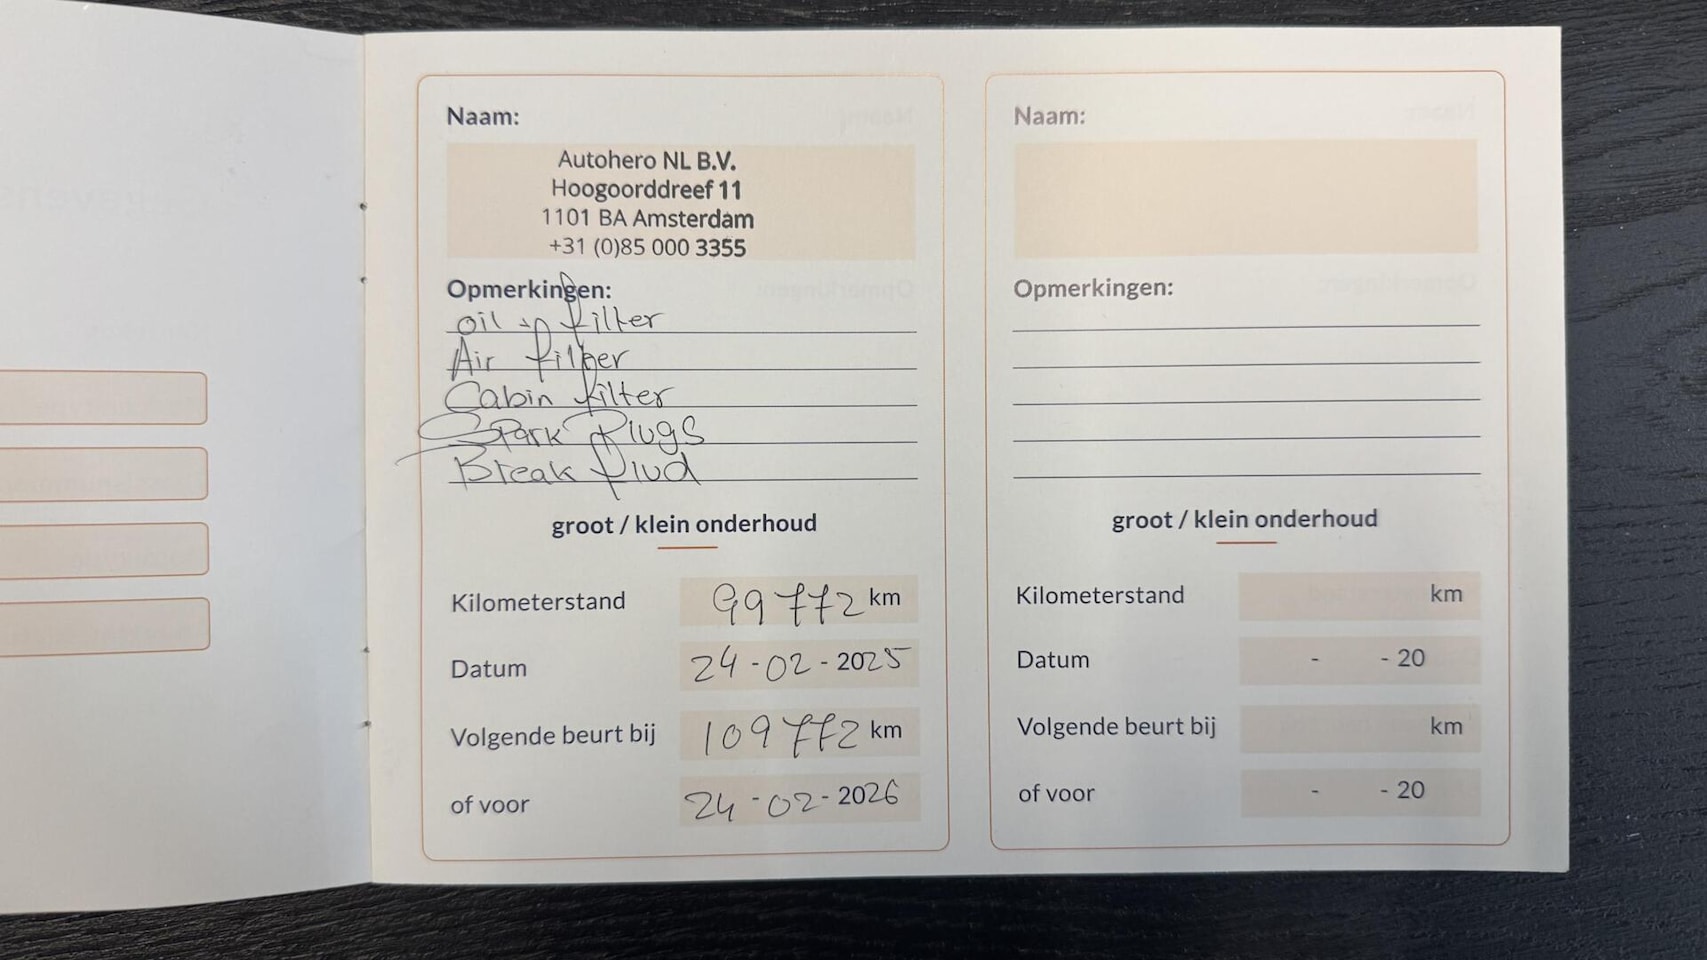 Naam:
Autohero NL B.V.
Hoogoorddreef 11
1101 BA Amsterdam
+31 (0)85 000 3355
Opmerkingen:
oil + filter
Air filter
Cabin filter
Spark Plugs
Break flud
groot / klein onderhoud
Kilometerstand 99772 km
Datum 24 - 02 - 2025
Volgende beurt bij 109772 km
of voor 24 - 02 - 2026
Naam:
Opmerkingen:
groot / klein onderhoud
Kilometerstand km
Datum - - 20
Volgende beurt bij km
of voor - - 20